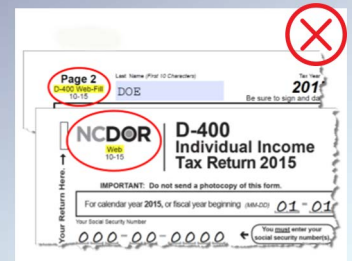 Page 2
D-400 Web-Fill
10-15
Last Name (First 10 Characters)
DOE
Tax Year
201
Be sure to sign and da
NCDOR
Web
10-15
D-400
Individual Income
Tax Return 2015
IMPORTANT: Do not send a photocopy of this form.
For calendar year 2015, or fiscal year beginning (MM-DD) 01-01
Your Social Security Number
000-00-0000
You must enter your
social security number(s)
Your Return Here.